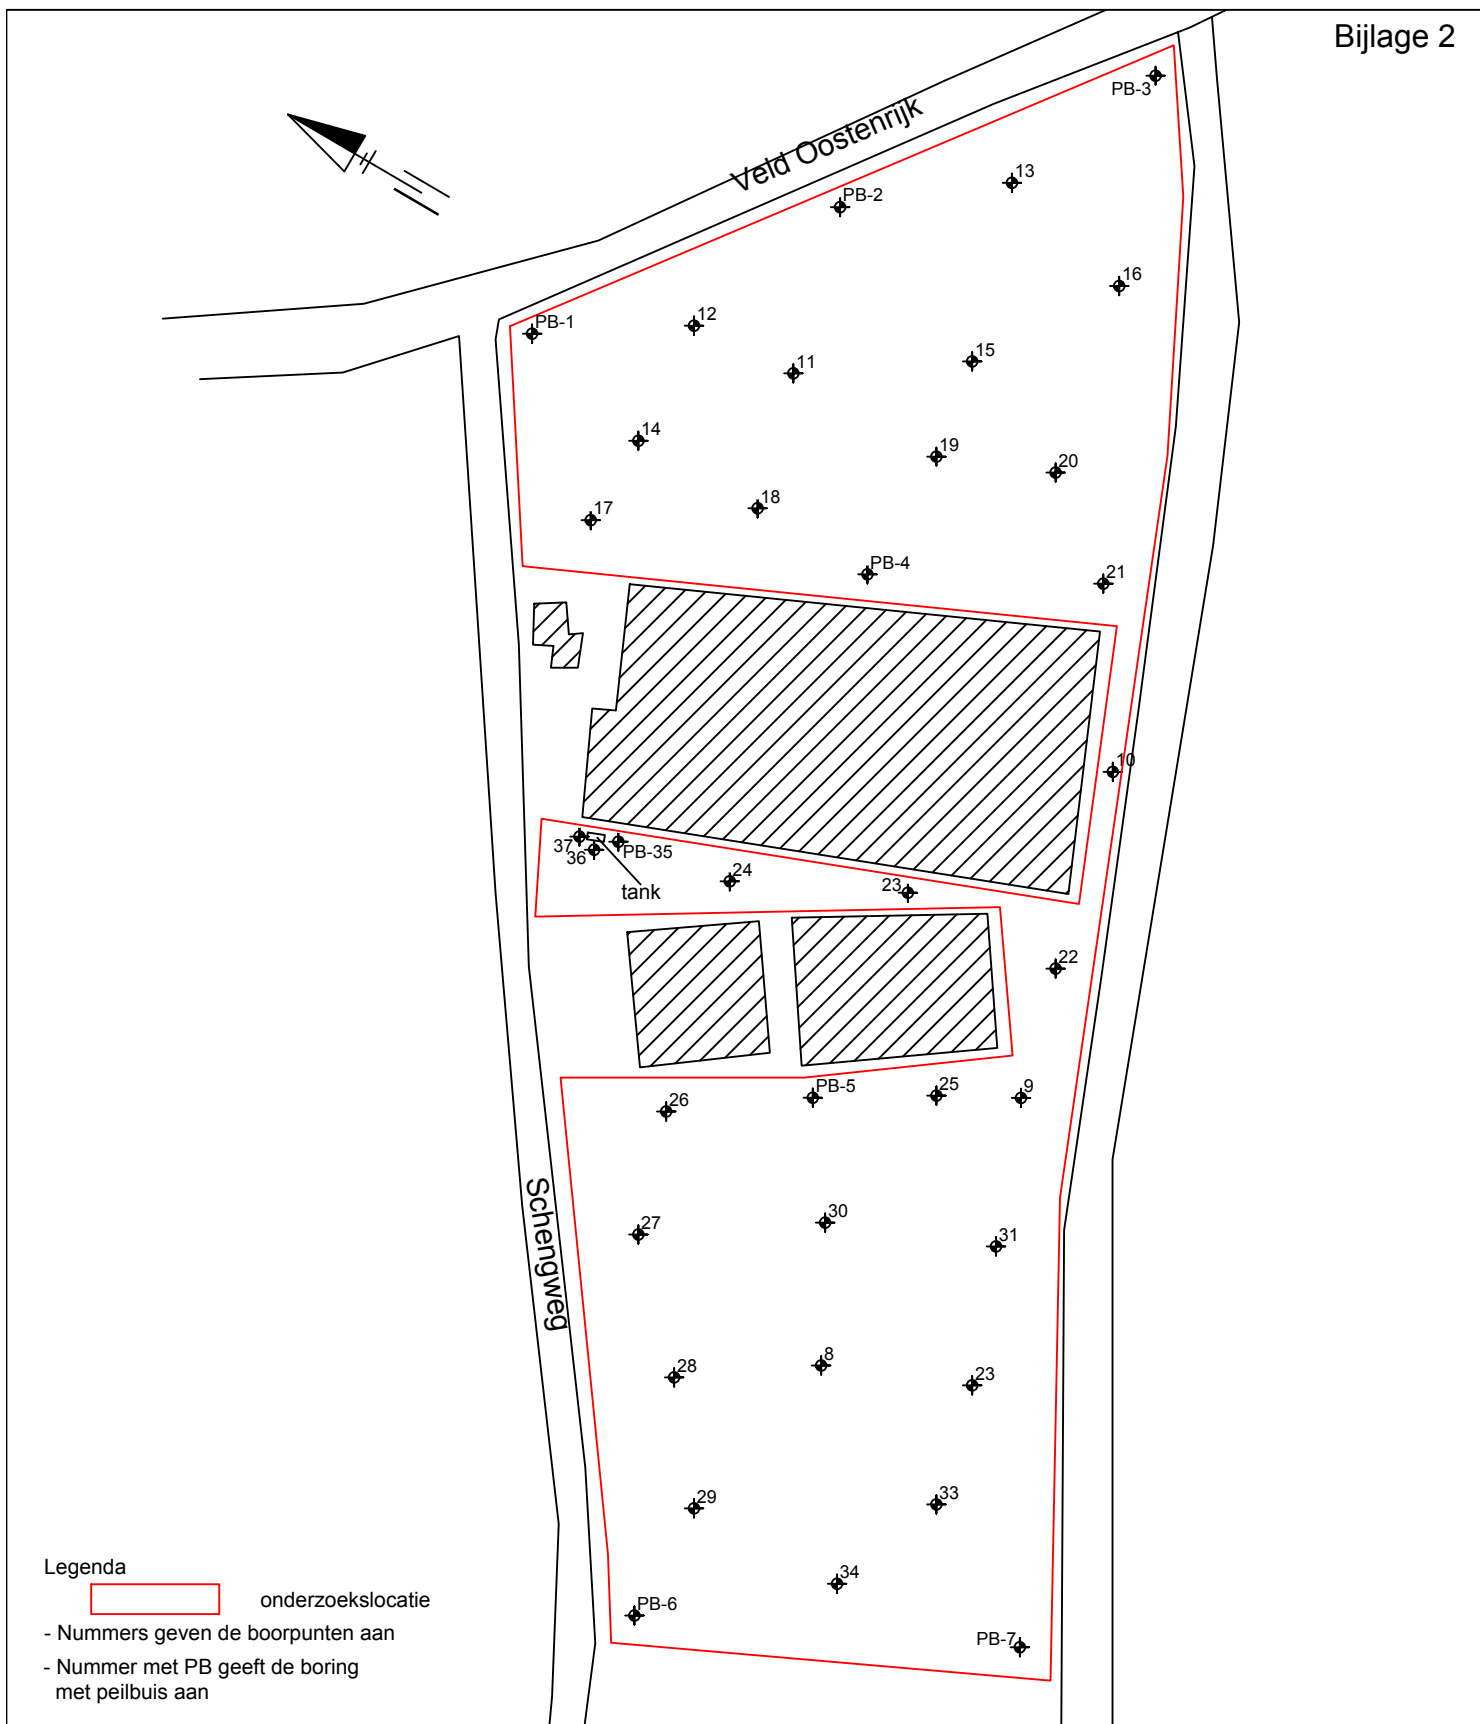 Bijlage 2
PB-3
Veld Oostenrijk
13
PB-2
16
PB-1
12
15
11
14
19
20
17
18
PB-4
21
10
37
36
PB-35
tank
24
23
22
PB-5
25
9
26
Schengweg
27
30
31
28
8
23
29
33
34
PB-6
PB-7
Legenda
onderzoekslocatie
- Nummers geven de boorpunten aan
- Nummer met PB geeft de boring
met peilbuis aan